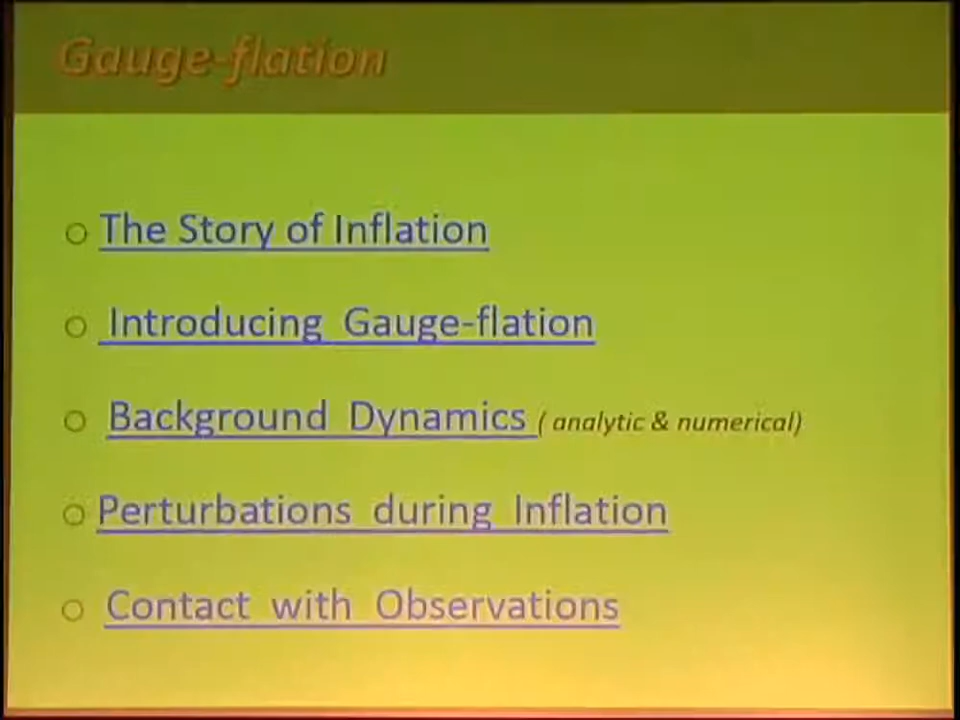 Gauge-flation
The Story of Inflation
Introducing Gauge-flation
Background Dynamics ( analytic & numerical)
Perturbations during Inflation
Contact with Observations